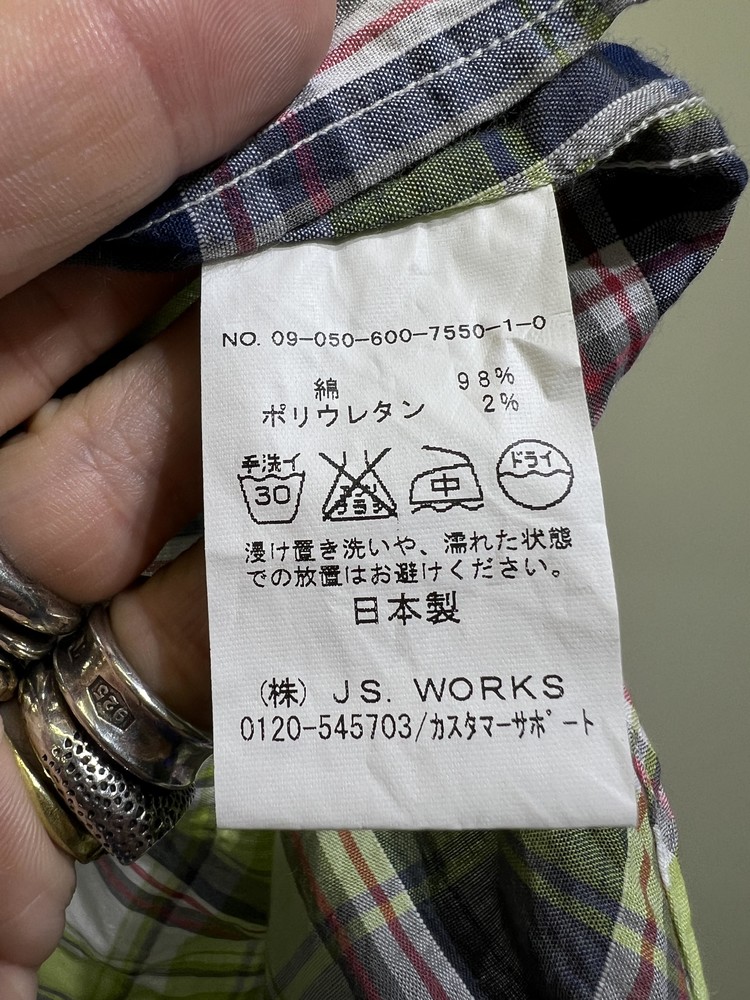 NO. 09-050-600-7550-1-0
綿 98%
ポリウレタン 2%
手洗イ
30
中
ドライ
浸け置き洗いや、濡れた状態
での放置はお避けください。
日本製
(株) JS. WORKS
0120-545703/カスタマーサポート
925